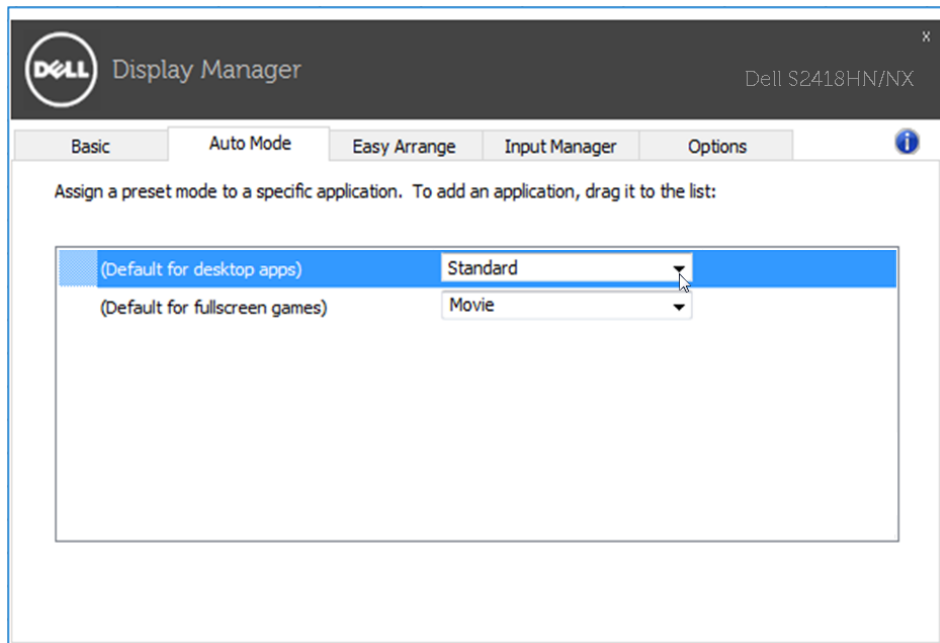 x
DELL Display Manager
Dell S2418HN/NX
Basic Auto Mode Easy Arrange Input Manager Options i
Assign a preset mode to a specific application. To add an application, drag it to the list:
(Default for desktop apps) Standard
(Default for fullscreen games) Movie